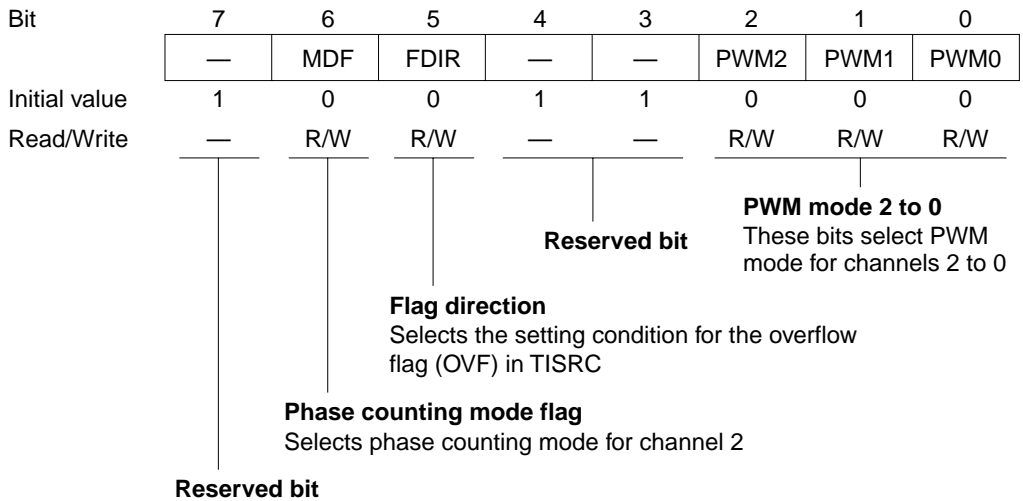 Bit 7 6 5 4 3 2 1 0
— MDF FDIR — — PWM2 PWM1 PWM0
Initial value 1 0 0 1 1 0 0 0
Read/Write — R/W R/W — — R/W R/W R/W
PWM mode 2 to 0
These bits select PWM
mode for channels 2 to 0
Reserved bit
Flag direction
Selects the setting condition for the overflow
flag (OVF) in TISRC
Phase counting mode flag
Selects phase counting mode for channel 2
Reserved bit